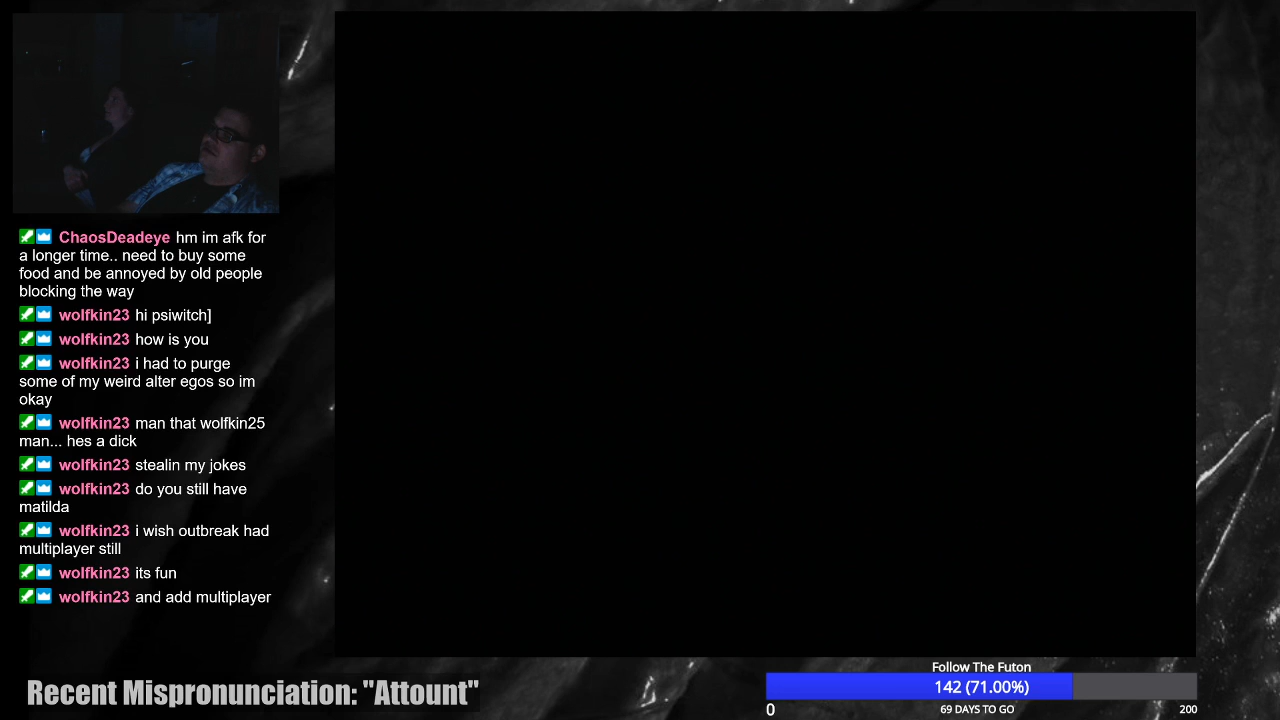 ChaosDeadeye hm im afk for
a longer time.. need to buy some
food and be annoyed by old people
blocking the way
wolfkin23 hi psiwitch]
wolfkin23 how is you
wolfkin23 i had to purge
some of my weird alter egos so im
okay
wolfkin23 man that wolfkin25
man... hes a dick
wolfkin23 stealin my jokes
wolfkin23 do you still have
matilda
wolfkin23 i wish outbreak had
multiplayer still
wolfkin23 its fun
wolfkin23 and add multiplayer
Recent Mispronunciation: "Attount"
Follow The Futon
142 (71.00%)
0
69 DAYS TO GO
200